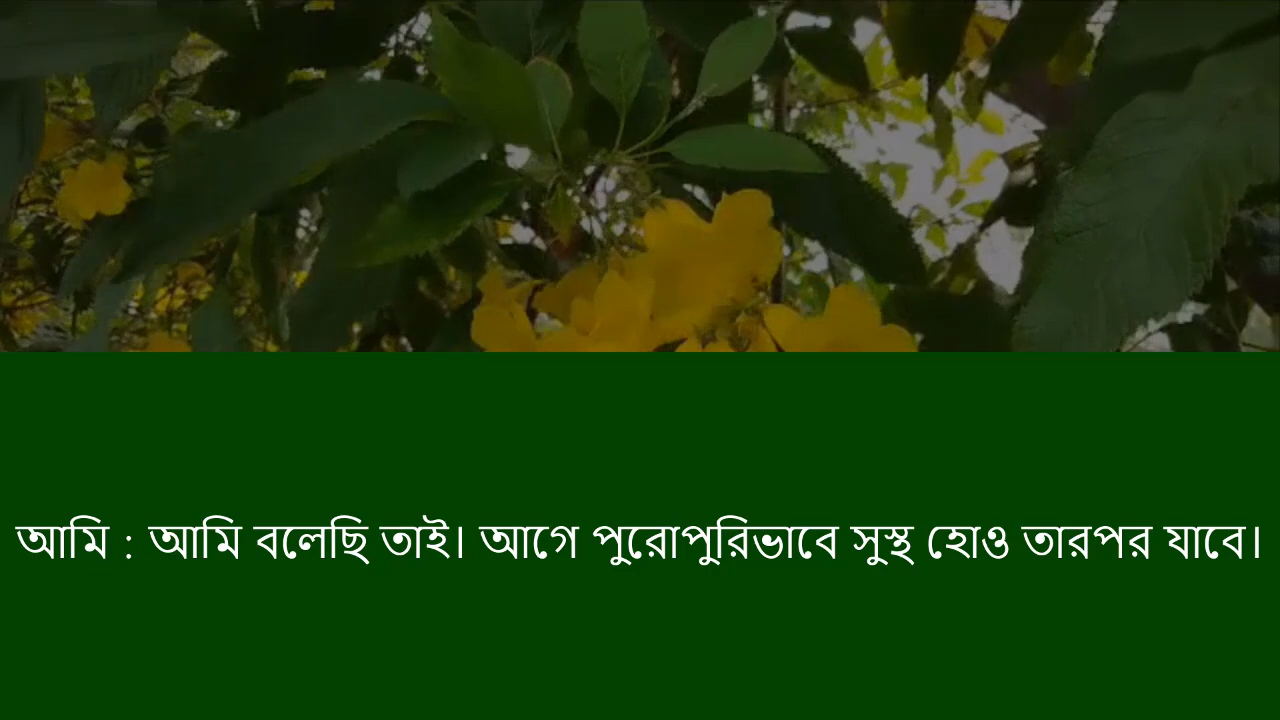 আমি : আমি বলেছি তাই। আগে পুরোপুরিভাবে সুস্থ হোও তারপর যাবে।